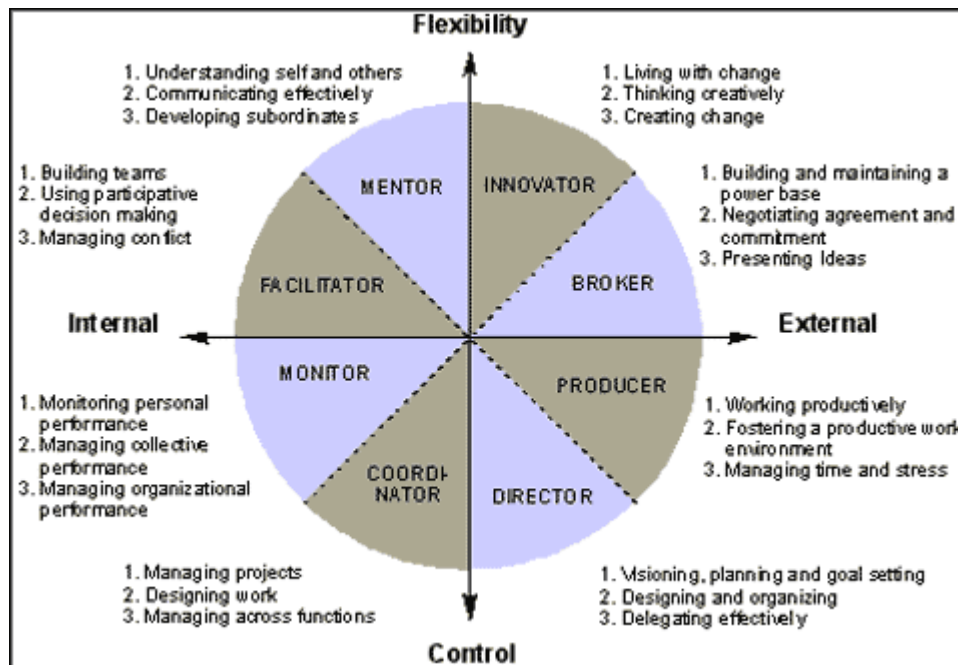 Flexibility
1. Understanding self and others
2. Communicating effectively
3. Developing subordinates
1. Living with change
2. Thinking creatively
3. Creating change
1. Building teams
2. Using participative
decision making
3. Managing conflict
MENTOR
INNOVATOR
1. Building and maintaining a
power base
2. Negotiating agreement and
commitment
3. Presenting Ideas
FACILITATOR
BROKER
Internal
External
MONITOR
PRODUCER
1. Monitoring personal
performance
2. Managing collective
performance
3. Managing organizational
performance
1. Working productively
2. Fostering a productive work
environment
3. Managing time and stress
COORDI-
NATOR
DIRECTOR
1. Managing projects
2. Designing work
3. Managing across functions
1. Visioning, planning and goal setting
2. Designing and organizing
3. Delegating effectively
Control